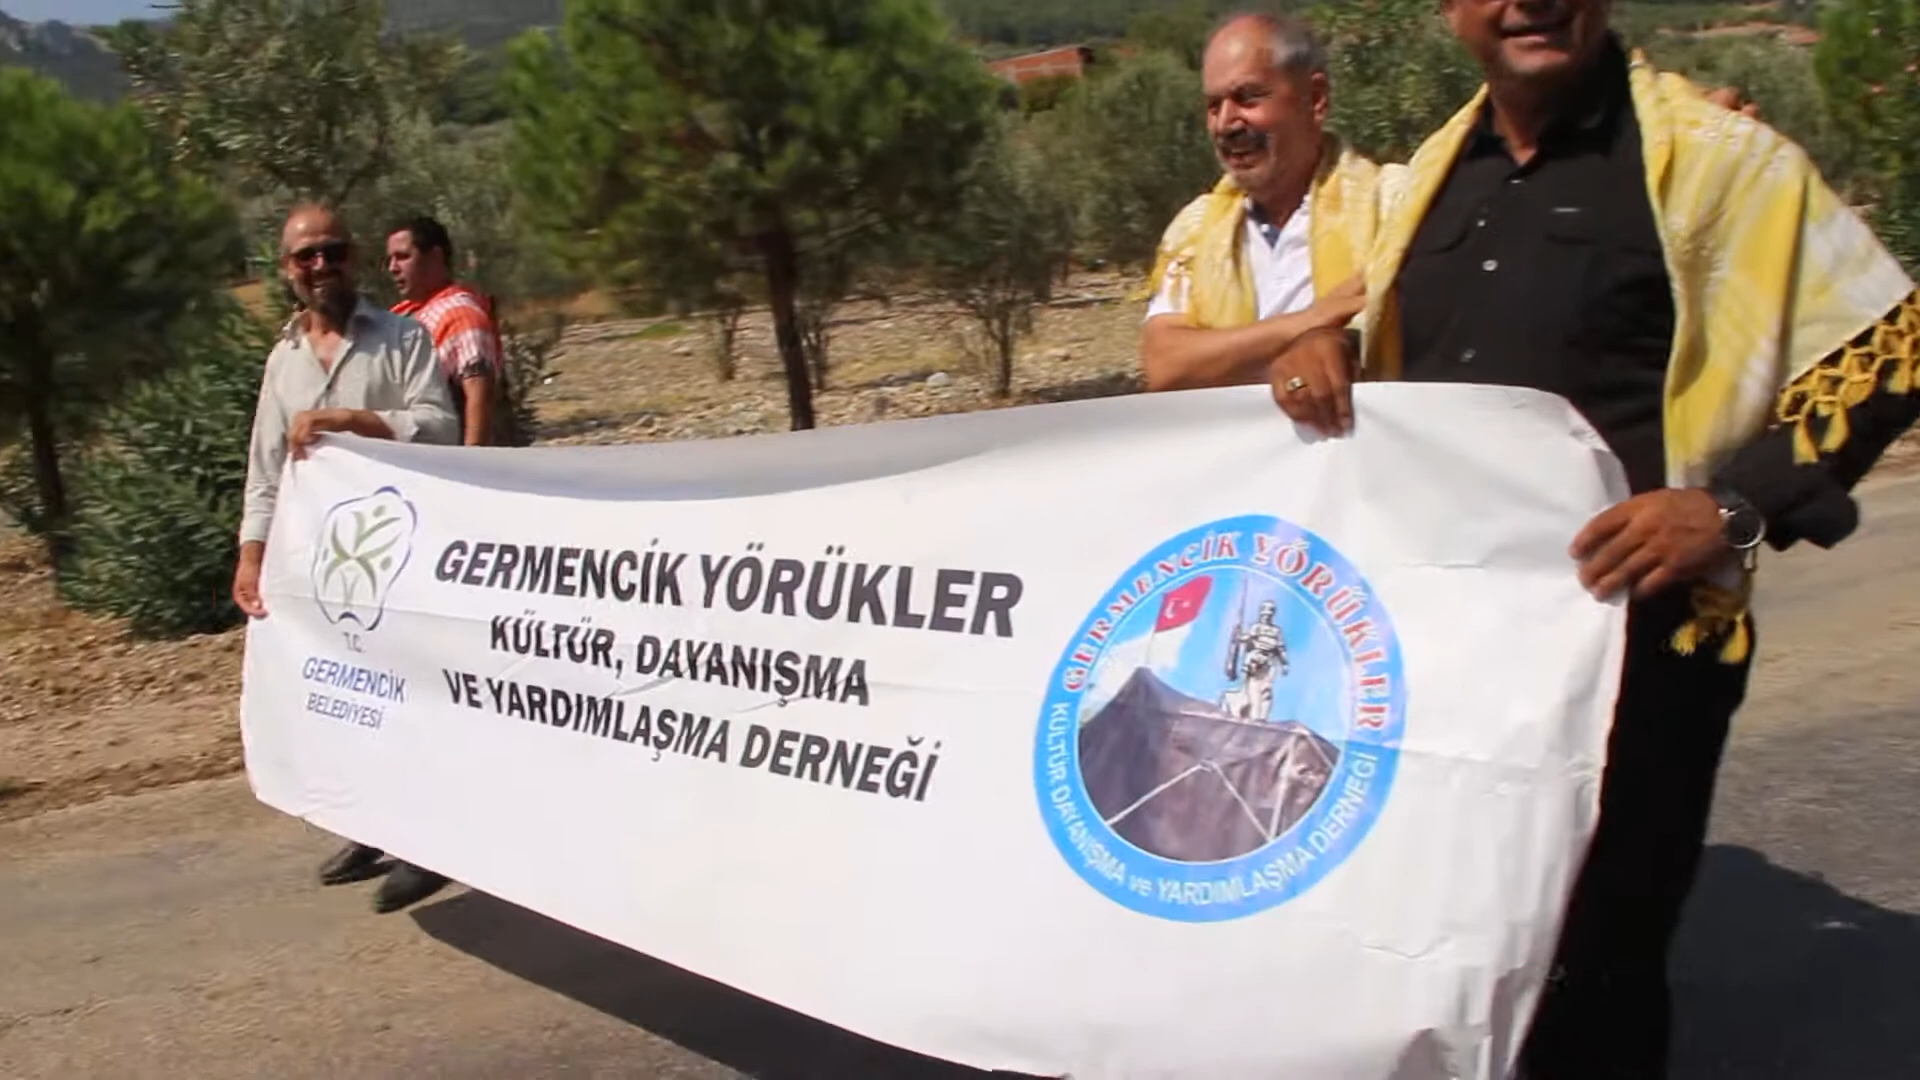 T.C.
GERMENCİK
BELEDİYESİ
GERMENCİK YÖRÜKLER
KÜLTÜR, DAYANIŞMA
VE YARDIMLAŞMA DERNEĞİ
GERMENCİK YÖRÜKLER
KÜLTÜR DAYANIŞMA ve YARDIMLAŞMA DERNEĞİ